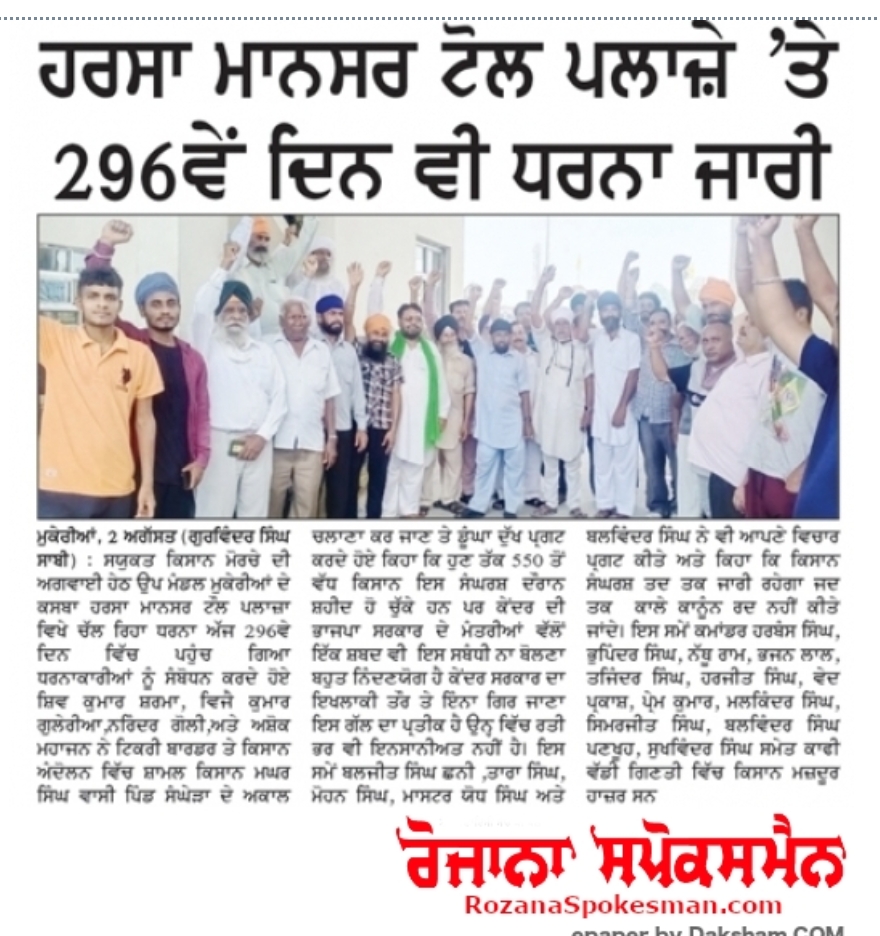 ਹਰਸਾ ਮਾਨਸਰ ਟੋਲ ਪਲਾਜ਼ੇ ’ਤੇ
296ਵੇਂ ਦਿਨ ਵੀ ਧਰਨਾ ਜਾਰੀ
ਮੁਕੇਰੀਆਂ, 2 ਅਗੱਸਤ (ਗੁਰਵਿੰਦਰ ਸਿੰਘ
ਸਾਬੀ) : ਸਯੁਕਤ ਕਿਸਾਨ ਮੋਰਚੇ ਦੀ
ਅਗਵਾਈ ਹੇਠ ਉਪ ਮੰਡਲ ਮੁਕੇਰੀਆਂ ਦੇ
ਕਸਬਾ ਹਰਸਾ ਮਾਨਸਰ ਟੋਲ ਪਲਾਜ਼ਾ
ਵਿਖੇ ਚੱਲ ਰਿਹਾ ਧਰਨਾ ਅੱਜ 296ਵੇ
ਦਿਨ ਵਿੱਚ ਪਹੁੰਚ ਗਿਆ
ਧਰਨਾਕਾਰੀਆਂ ਨੂੰ ਸੰਬੋਧਨ ਕਰਦੇ ਹੋਏ
ਸ਼ਿਵ ਕੁਮਾਰ ਸ਼ਰਮਾ, ਵਿਜੈ ਕੁਮਾਰ
ਗੁਲੇਰੀਆ,ਨਰਿੰਦਰ ਗੋਲੀ,ਅਤੇ ਅਸ਼ੋਕ
ਮਹਾਜਨ ਨੇ ਟਿਕਰੀ ਬਾਰਡਰ ਤੇ ਕਿਸਾਨ
ਅੰਦੋਲਨ ਵਿੱਚ ਸ਼ਾਮਲ ਕਿਸਾਨ ਮਘਰ
ਸਿੰਘ ਵਾਸੀ ਪਿੰਡ ਸੰਘੇੜਾ ਦੇ ਅਕਾਲ
ਚਲਾਣਾ ਕਰ ਜਾਣ ਤੇ ਡੂੰਘਾ ਦੁੱਖ ਪ੍ਰਗਟ
ਕਰਦੇ ਹੋਏ ਕਿਹਾ ਕਿ ਹੁਣ ਤੱਕ 550 ਤੋਂ
ਵੱਧ ਕਿਸਾਨ ਇਸ ਸੰਘਰਸ਼ ਦੌਰਾਨ
ਸ਼ਹੀਦ ਹੋ ਚੁੱਕੇ ਹਨ ਪਰ ਕੇਂਦਰ ਦੀ
ਭਾਜਪਾ ਸਰਕਾਰ ਦੇ ਮੰਤਰੀਆਂ ਵੱਲੋਂ
ਇੱਕ ਸ਼ਬਦ ਵੀ ਇਸ ਸਬੰਧੀ ਨਾ ਬੋਲਣਾ
ਬਹੁਤ ਨਿੰਦਣਯੋਗ ਹੈ ਕੇਂਦਰ ਸਰਕਾਰ ਦਾ
ਇਖਲਾਕੀ ਤੌਰ ਤੇ ਇੰਨਾ ਗਿਰ ਜਾਣਾ
ਇਸ ਗੱਲ ਦਾ ਪ੍ਰਤੀਕ ਹੈ ਉਨ੍ਹ ਵਿੱਚ ਰਤੀ
ਭਰ ਵੀ ਇਨਸਾਨੀਅਤ ਨਹੀਂ ਹੈ। ਇਸ
ਸਮੇਂ ਬਲਜੀਤ ਸਿੰਘ ਛਨੀ ,ਤਾਰਾ ਸਿੰਘ,
ਮੋਹਨ ਸਿੰਘ, ਮਾਸਟਰ ਯੋਧ ਸਿੰਘ ਅਤੇ
ਬਲਵਿੰਦਰ ਸਿੰਘ ਨੇ ਵੀ ਆਪਣੇ ਵਿਚਾਰ
ਪ੍ਰਗਟ ਕੀਤੇ ਅਤੇ ਕਿਹਾ ਕਿ ਕਿਸਾਨ
ਸੰਘਰਸ਼ ਤਦ ਤਕ ਜਾਰੀ ਰਹੇਗਾ ਜਦ
ਤਕ ਕਾਲੇ ਕਾਨੂੰਨ ਰਦ ਨਹੀਂ ਕੀਤੇ
ਜਾਂਦੇ। ਇਸ ਸਮੇਂ ਕਮਾਂਡਰ ਹਰਬੰਸ ਸਿੰਘ,
ਭੁਪਿੰਦਰ ਸਿੰਘ, ਨੱਥੂ ਰਾਮ, ਭਜਨ ਲਾਲ,
ਤਜਿੰਦਰ ਸਿੰਘ, ਹਰਜੀਤ ਸਿੰਘ, ਵੇਦ
ਪ੍ਰਕਾਸ਼, ਪ੍ਰੇਮ ਕੁਮਾਰ, ਮਲਕਿੰਦਰ ਸਿੰਘ,
ਸਿਮਰਜੀਤ ਸਿੰਘ, ਬਲਵਿੰਦਰ ਸਿੰਘ
ਪਣਖੂਹ, ਸੁਖਵਿੰਦਰ ਸਿੰਘ ਸਮੇਤ ਕਾਫੀ
ਵੱਡੀ ਗਿਣਤੀ ਵਿੱਚ ਕਿਸਾਨ ਮਜ਼ਦੂਰ
ਹਾਜ਼ਰ ਸਨ
ਰੋਜ਼ਾਨਾ ਸਪੋਕਸਮੈਨ
RozanaSpokesman.com
epaper by Daksham.COM